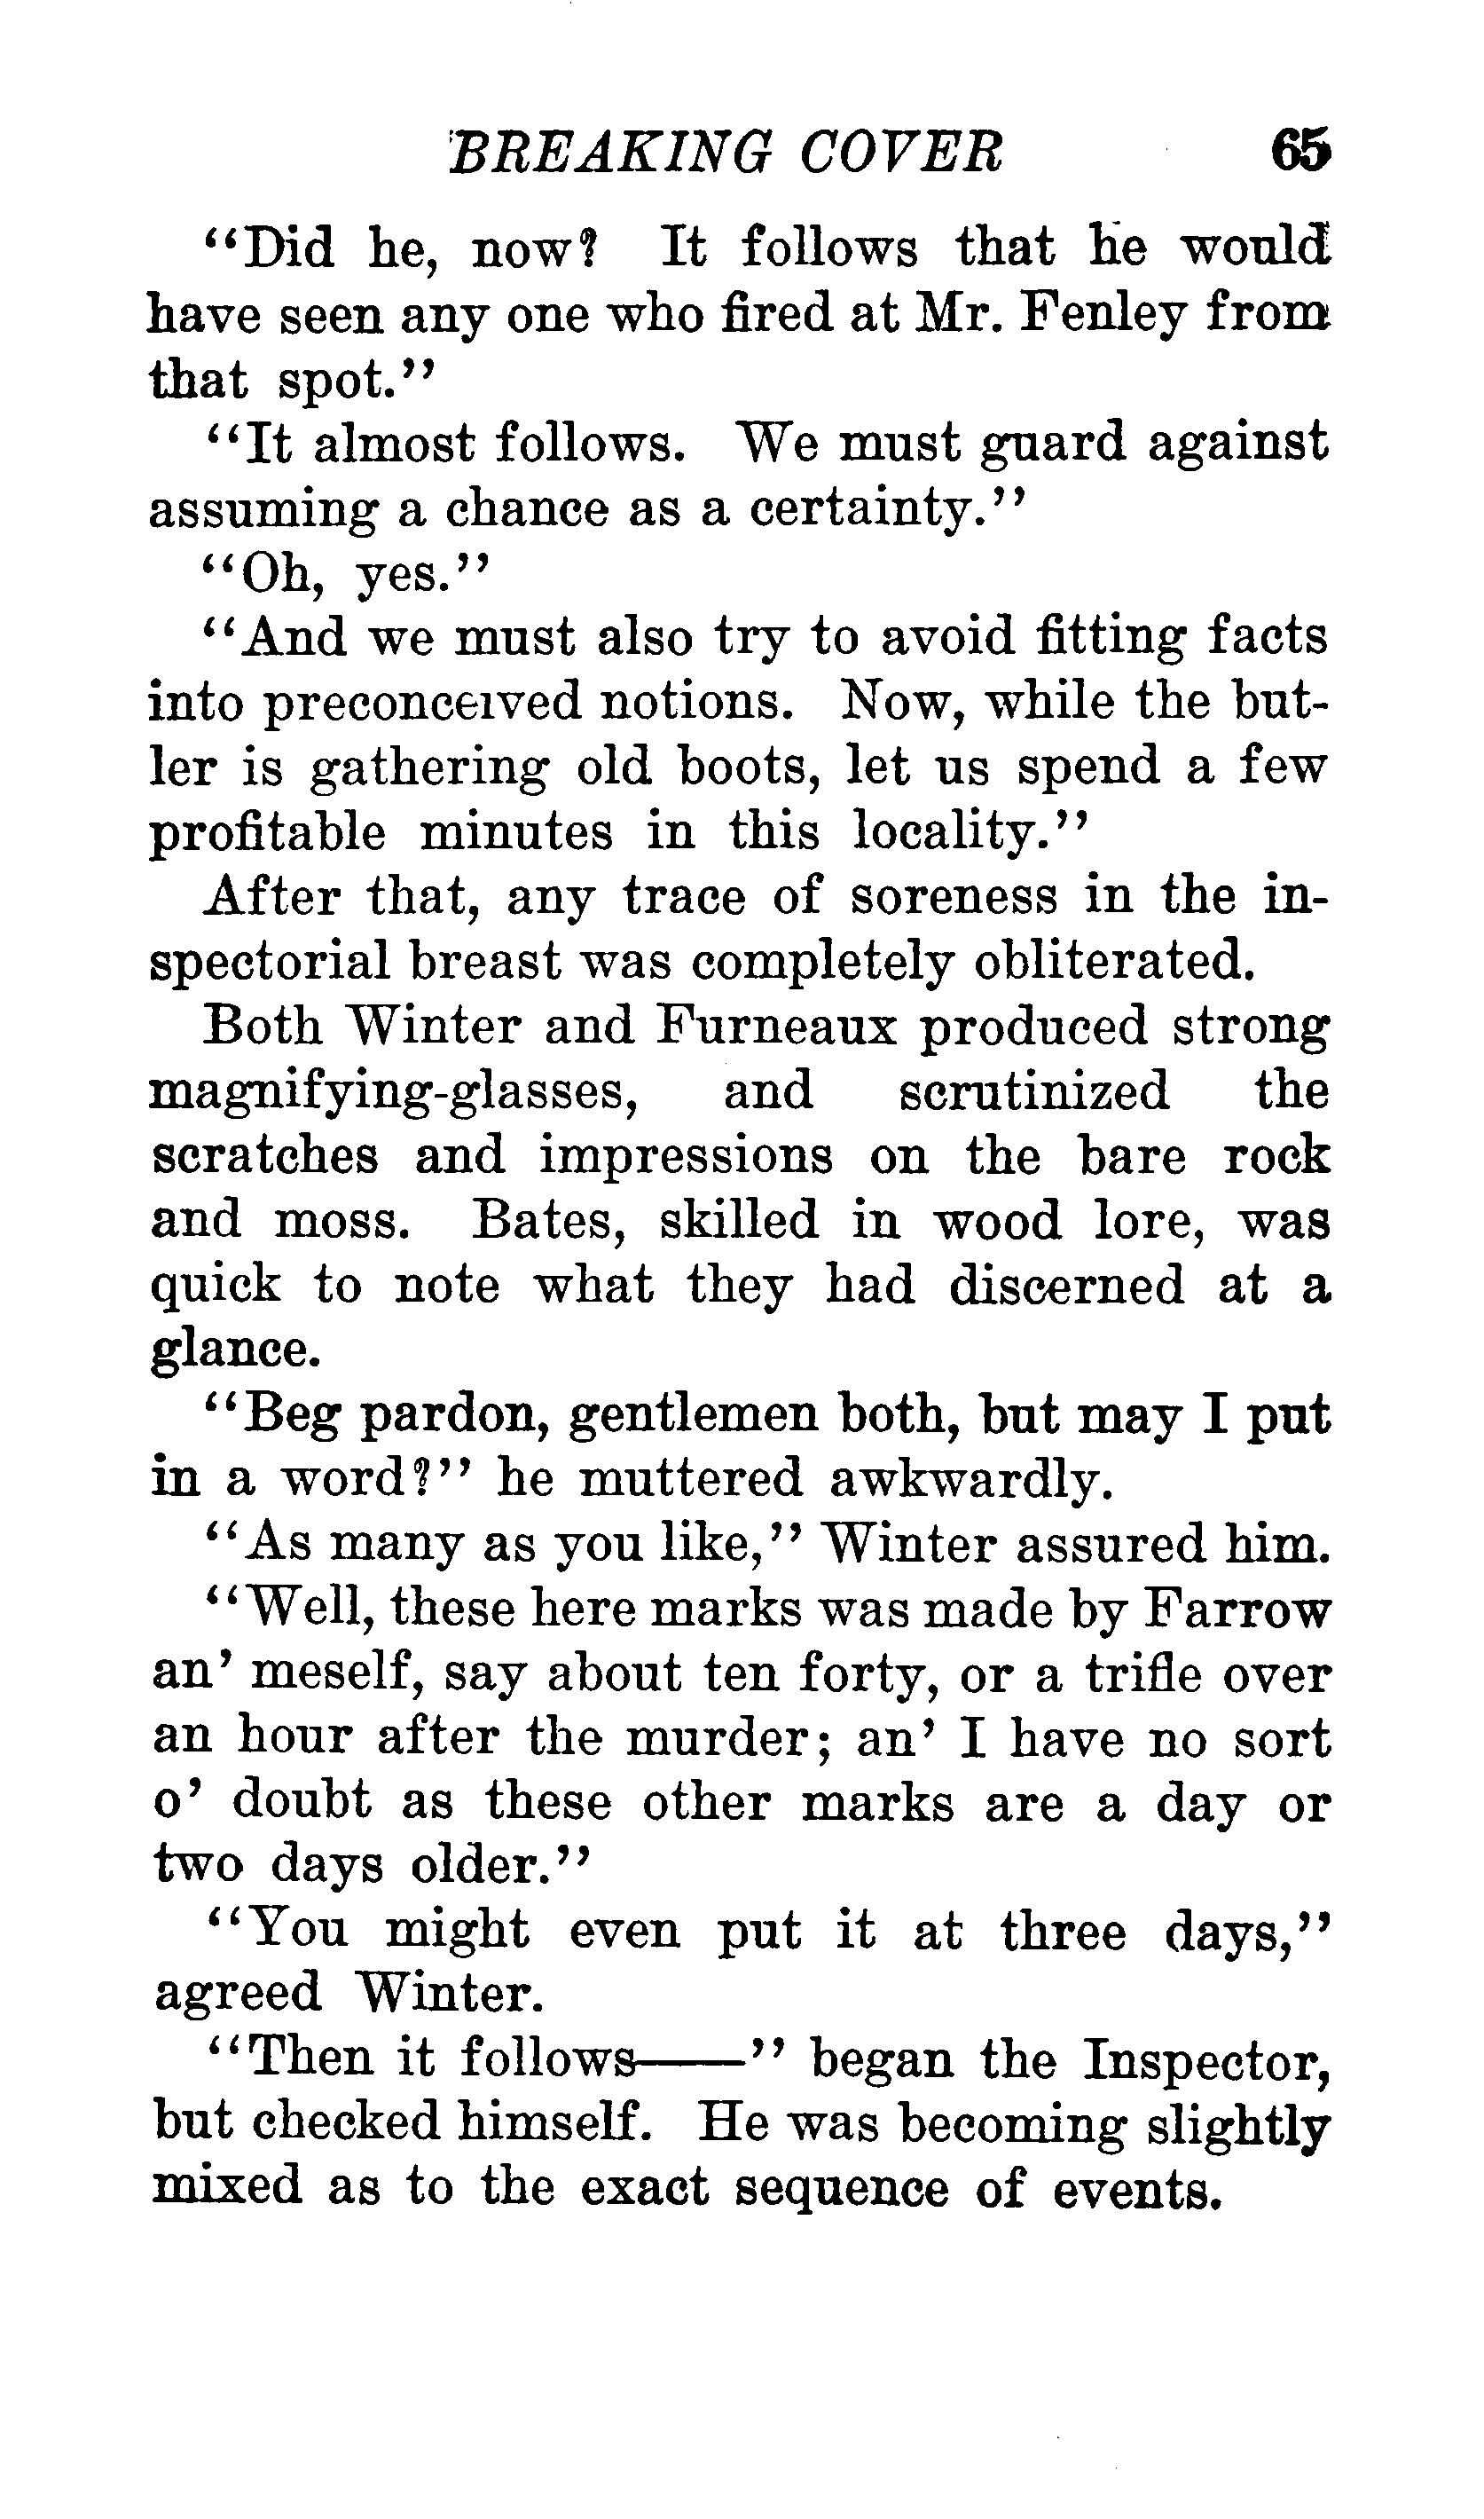 BREAKING COVER 65
"Did he, now? It follows that he would
have seen any one who fired at Mr. Fenley from
that spot."
"It almost follows. We must guard against
assuming a chance as a certainty."
"Oh, yes."
"And we must also try to avoid fitting facts
into preconceived notions. Now, while the but-
ler is gathering old boots, let us spend a few
profitable minutes in this locality."
After that, any trace of soreness in the in-
spectorial breast was completely obliterated.
Both Winter and Furneaux produced strong
magnifying-glasses, and scrutinized the
scratches and impressions on the bare rock
and moss. Bates, skilled in wood lore, was
quick to note what they had discerned at a
glance.
"Beg pardon, gentlemen both, but may I put
in a word?" he muttered awkwardly.
"As many as you like," Winter assured him.
"Well, these here marks was made by Farrow
an' meself, say about ten forty, or a trifle over
an hour after the murder; an' I have no sort
o' doubt as these other marks are a day or
two days older."
"You might even put it at three days,"
agreed Winter.
"Then it follows——" began the Inspector,
but checked himself. He was becoming slightly
mixed as to the exact sequence of events.